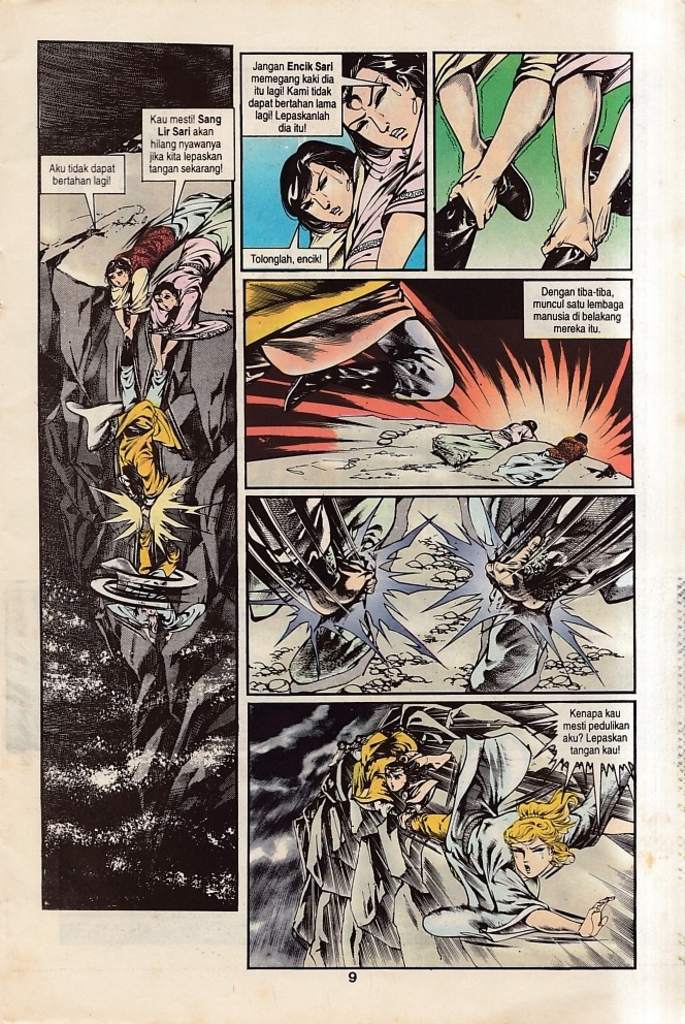 Kau mesti! Sang
Lir Sari akan
hilang nyawanya
jika kita lepaskan
tangan sekarang!
Aku tidak dapat
bertahan lagi!
Jangan Encik Sari
memegang kaki dia
itu lagi! Kami tidak
dapat bertahan lama
lagi! Lepaskanlah
dia itu!
Tolonglah, encik!
Dengan tiba-tiba,
muncul satu lembaga
manusia di belakang
mereka itu.
Kenapa kau
mesti pedulikan
aku? Lepaskan
tangan kau!
9